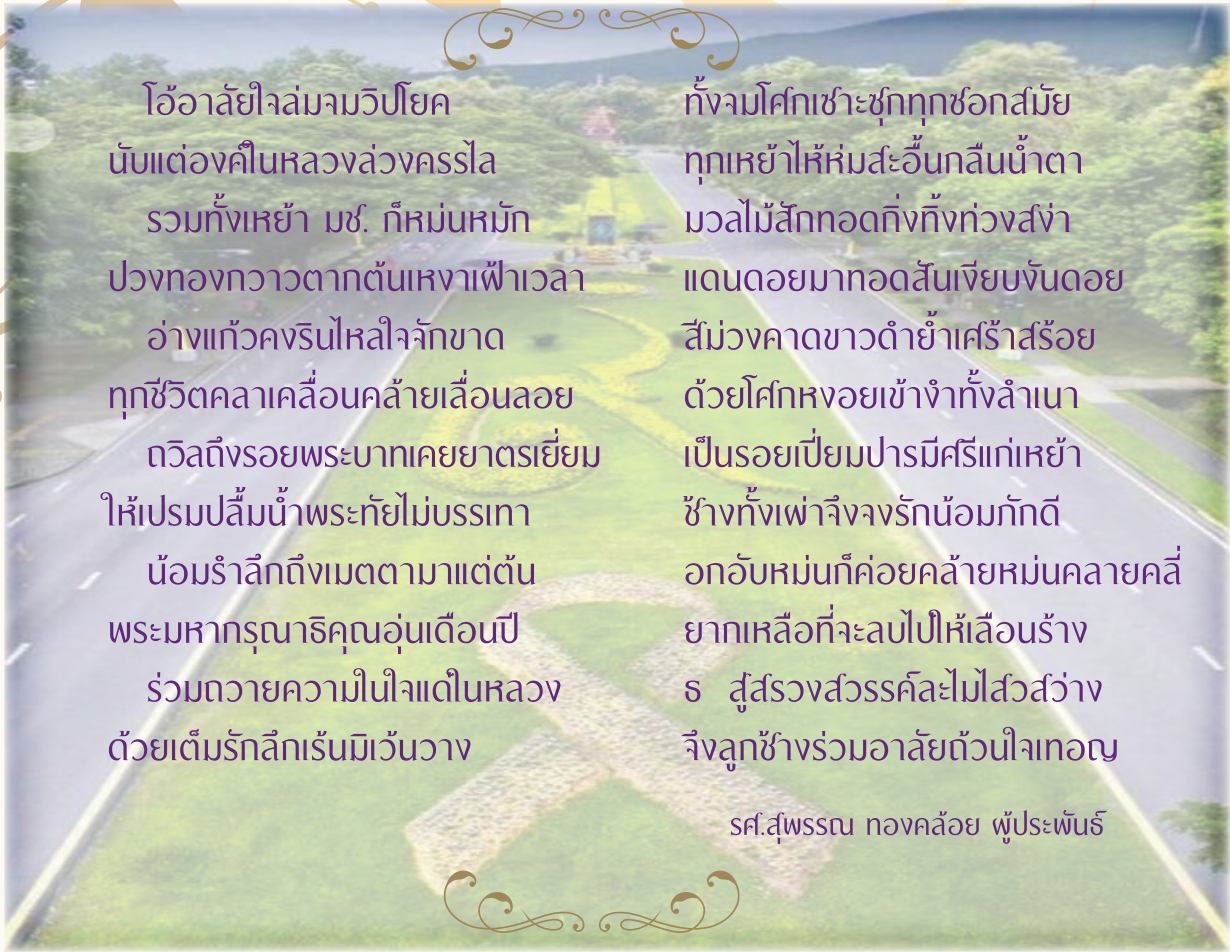 โอ้อาลัยใจล่มจมวิปโยค ทั้งจมโศกเซาะซุกทุกซอกสมัย
นับแต่องค์ในหลวงล่วงครรไล ทุกเหย้าไห้ห่มสะอื้นกลืนน้ำตา
รวมทั้งเหย้า มช. ก็หม่นหมัก มวลไม้สักทอดกิ่งทิ้งท่วงสง่า
ปวงทองกวาวตากต้นเหงาเฝ้าเวลา แดนดอยมาทอดสันเงียบงันดอย
อ่างแก้วคงรินไหลใจจักขาด สีม่วงคาดขาวดำย้ำเศร้าสร้อย
ทุกชีวิตคลาเคลื่อนคล้ายเลื่อนลอย ด้วยโศกหงอยเข้างำทั้งลำเนา
ถวิลถึงรอยพระบาทเคยยาตรเยี่ยม เป็นรอยเปี่ยมปารมีศรีแก่เหย้า
ให้เปรมปลื้มน้ำพระทัยไม่บรรเทา ช้างทั้งเผ่าจึงจงรักน้อมภักดี
น้อมรำลึกถึงเมตตามาแต่ต้น อกอับหม่นก็ค่อยคล้ายหม่นคลายคลี่
พระมหากรุณาธิคุณอุ่นเดือนปี ยากเหลือที่จะลบไปให้เลือนร้าง
ร่วมถวายความในใจแด่ในหลวง ธ สู่สรวงสวรรค์ละไมไสวสว่าง
ด้วยเต็มรักลึกเร้นมิเว้นวาง จึงลูกช้างร่วมอาลัยถ้วนใจเทอญ
รศ.สุพรรณ ทองคล้อย ผู้ประพันธ์